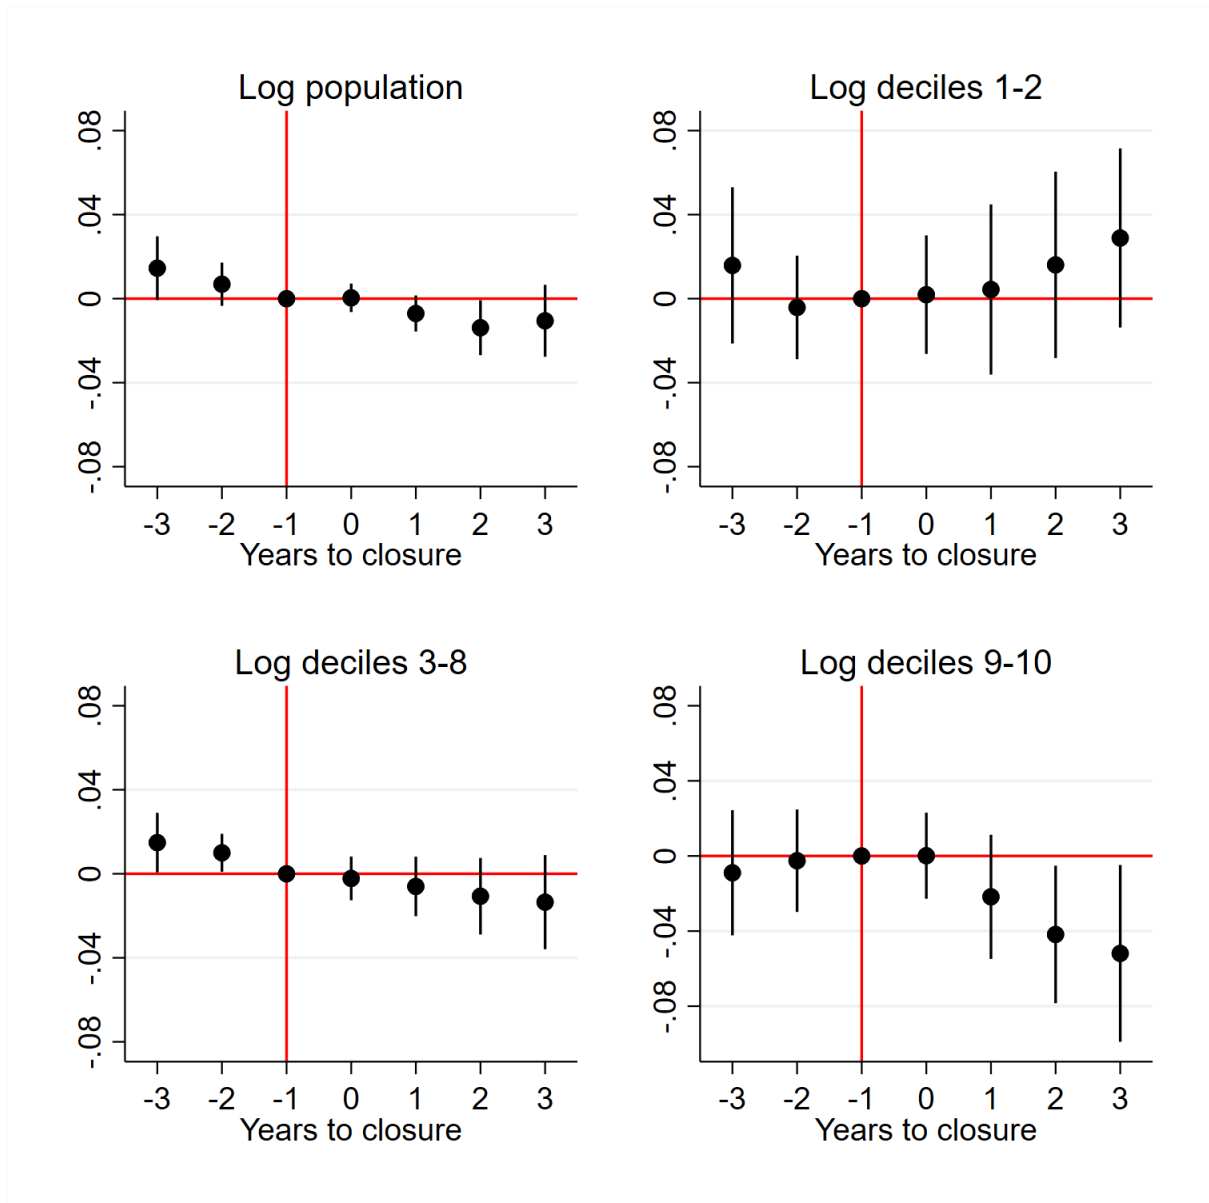 Log population
.08
.04
0
-.04
-.08
-3 -2 -1 0 1 2 3
Years to closure
Log deciles 1-2
.08
.04
0
-.04
-.08
-3 -2 -1 0 1 2 3
Years to closure
Log deciles 3-8
.08
.04
0
-.04
-.08
-3 -2 -1 0 1 2 3
Years to closure
Log deciles 9-10
.08
.04
0
-.04
-.08
-3 -2 -1 0 1 2 3
Years to closure